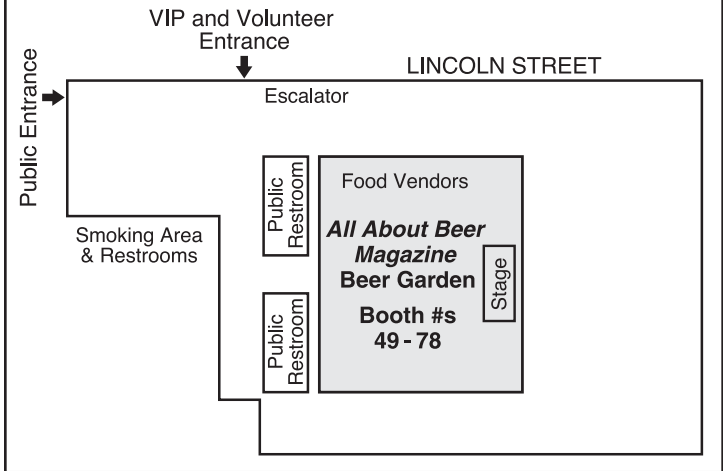 VIP and Volunteer
Entrance
LINCOLN STREET
Public Entrance
Escalator
Public
Restroom
Food Vendors
All About Beer
Magazine
Beer Garden
Stage
Booth #s
49 - 78
Smoking Area
& Restrooms
Public
Restroom